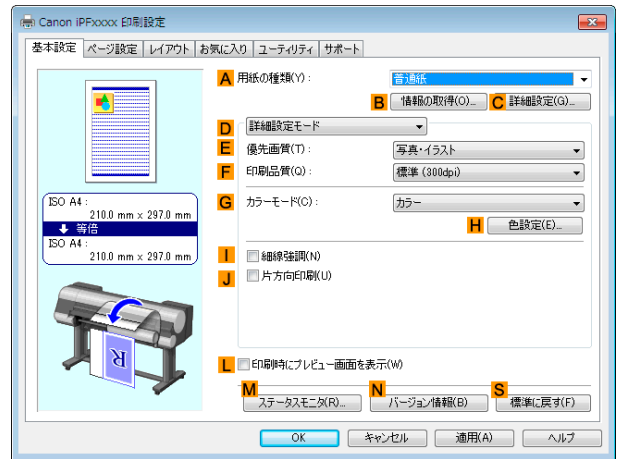 Canon iPFxxxx 印刷設定
基本設定 ページ設定 レイアウト お気に入り ユーティリティ サポート
A 用紙の種類(Y) : 普通紙
B 情報の取得(O)... C 詳細設定(G)...
D 詳細設定モード
E 優先画質(T) : 写真・イラスト
F 印刷品質(Q) : 標準 (300dpi)
G カラーモード(C) : カラー
H 色設定(E)...
ISO A4 :
210.0 mm × 297.0 mm
等倍
ISO A4 :
210.0 mm × 297.0 mm
I 細線強調(N)
J 片方向印刷(U)
R
L 印刷時にプレビュー画面を表示(W)
M ステータスモニタ(R)... N バージョン情報(B) S 標準に戻す(F)
OK キャンセル 適用(A) ヘルプ